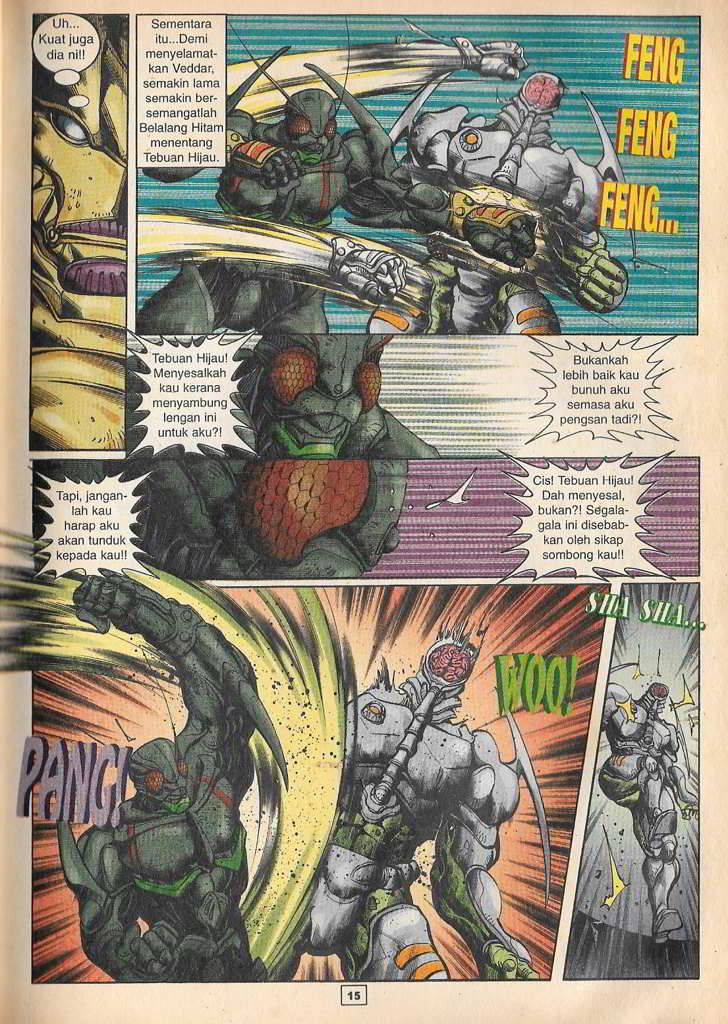 Uh...
Kuat juga
dia ni!!
Sementara
itu...Demi
menyelamat-
kan Veddar,
semakin lama
semakin ber-
semangatlah
Belalang Hitam
menentang
Tebuan Hijau.
FENG
FENG
FENG...
Tebuan Hijau!
Menyesalkah
kau kerana
menyambung
lengan ini
untuk aku?!
Bukankah
lebih baik kau
bunuh aku
semasa aku
pengsan tadi?!
Tapi, jangan-
lah kau
harap aku
akan tunduk
kepada kau!!
Cis! Tebuan Hijau!
Dah menyesal,
bukan?! Segala-
gala ini disebab-
kan oleh sikap
sombong kau!!
PANG!
WOO!
SHA SHA...
15